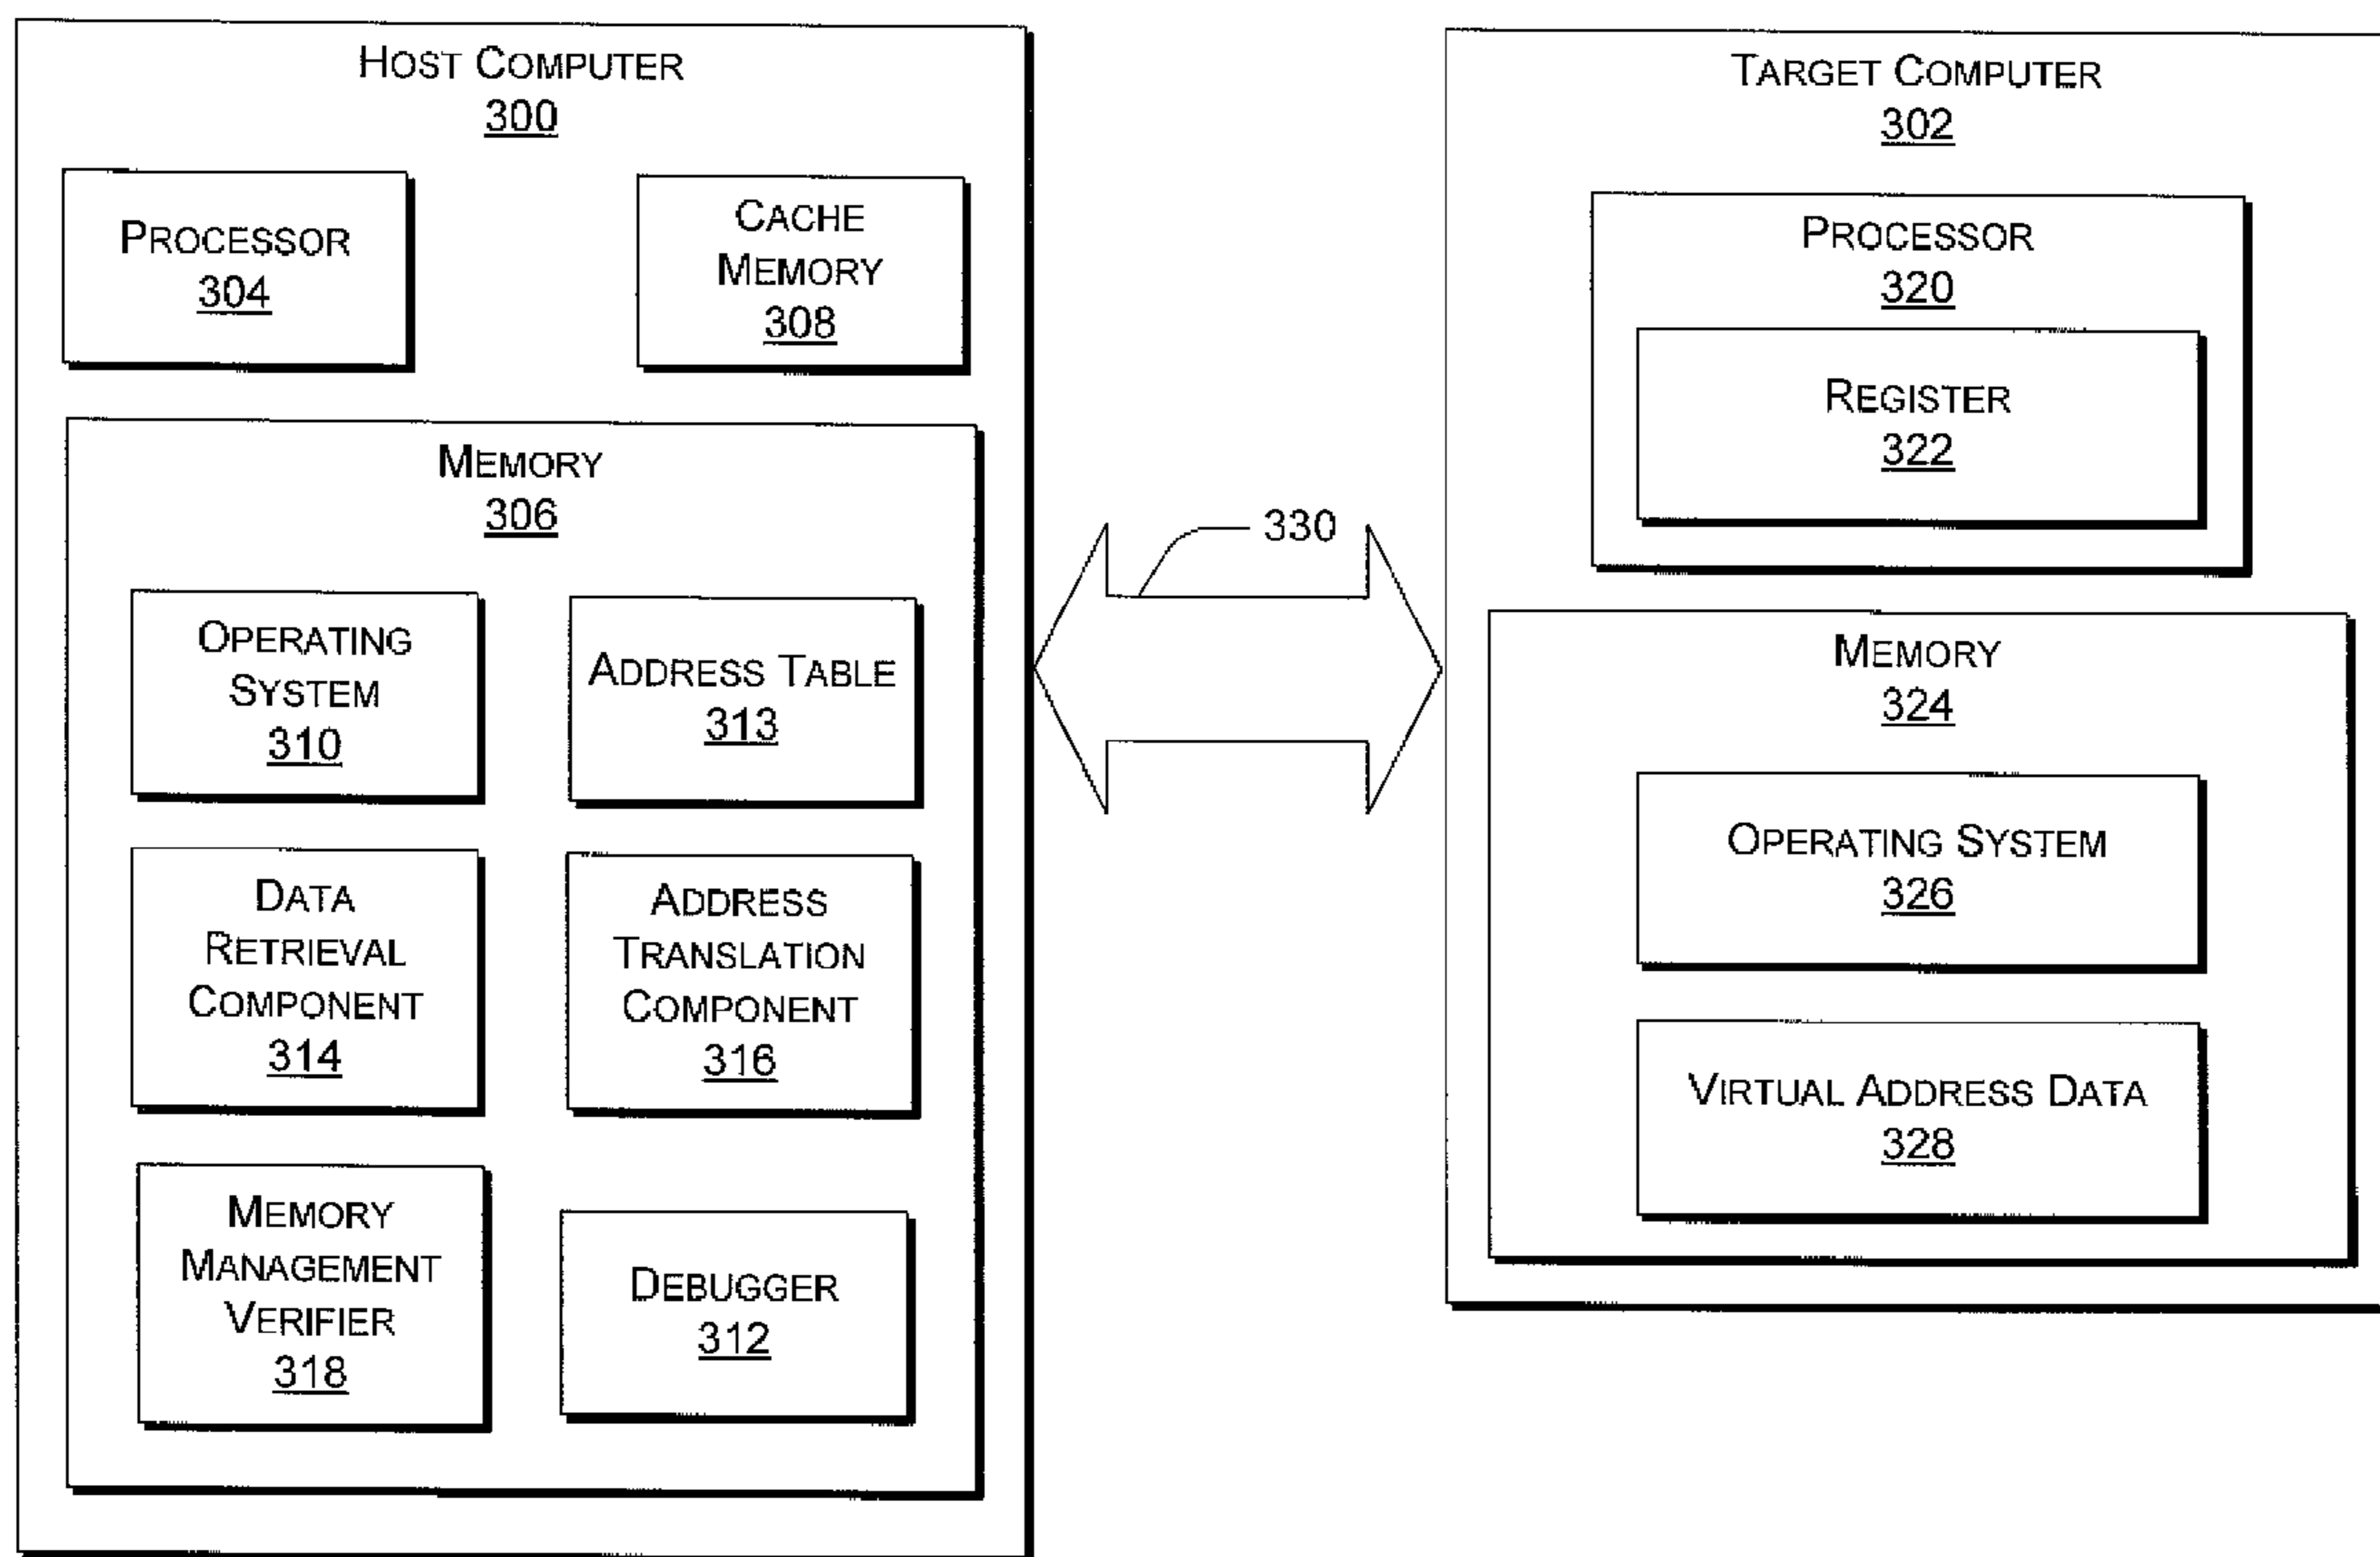 HOST COMPUTER
300
PROCESSOR
304
CACHE
MEMORY
308
MEMORY
306
OPERATING
SYSTEM
310
ADDRESS TABLE
313
DATA
RETRIEVAL
COMPONENT
314
ADDRESS
TRANSLATION
COMPONENT
316
MEMORY
MANAGEMENT
VERIFIER
318
DEBUGGER
312
330
TARGET COMPUTER
302
PROCESSOR
320
REGISTER
322
MEMORY
324
OPERATING SYSTEM
326
VIRTUAL ADDRESS DATA
328